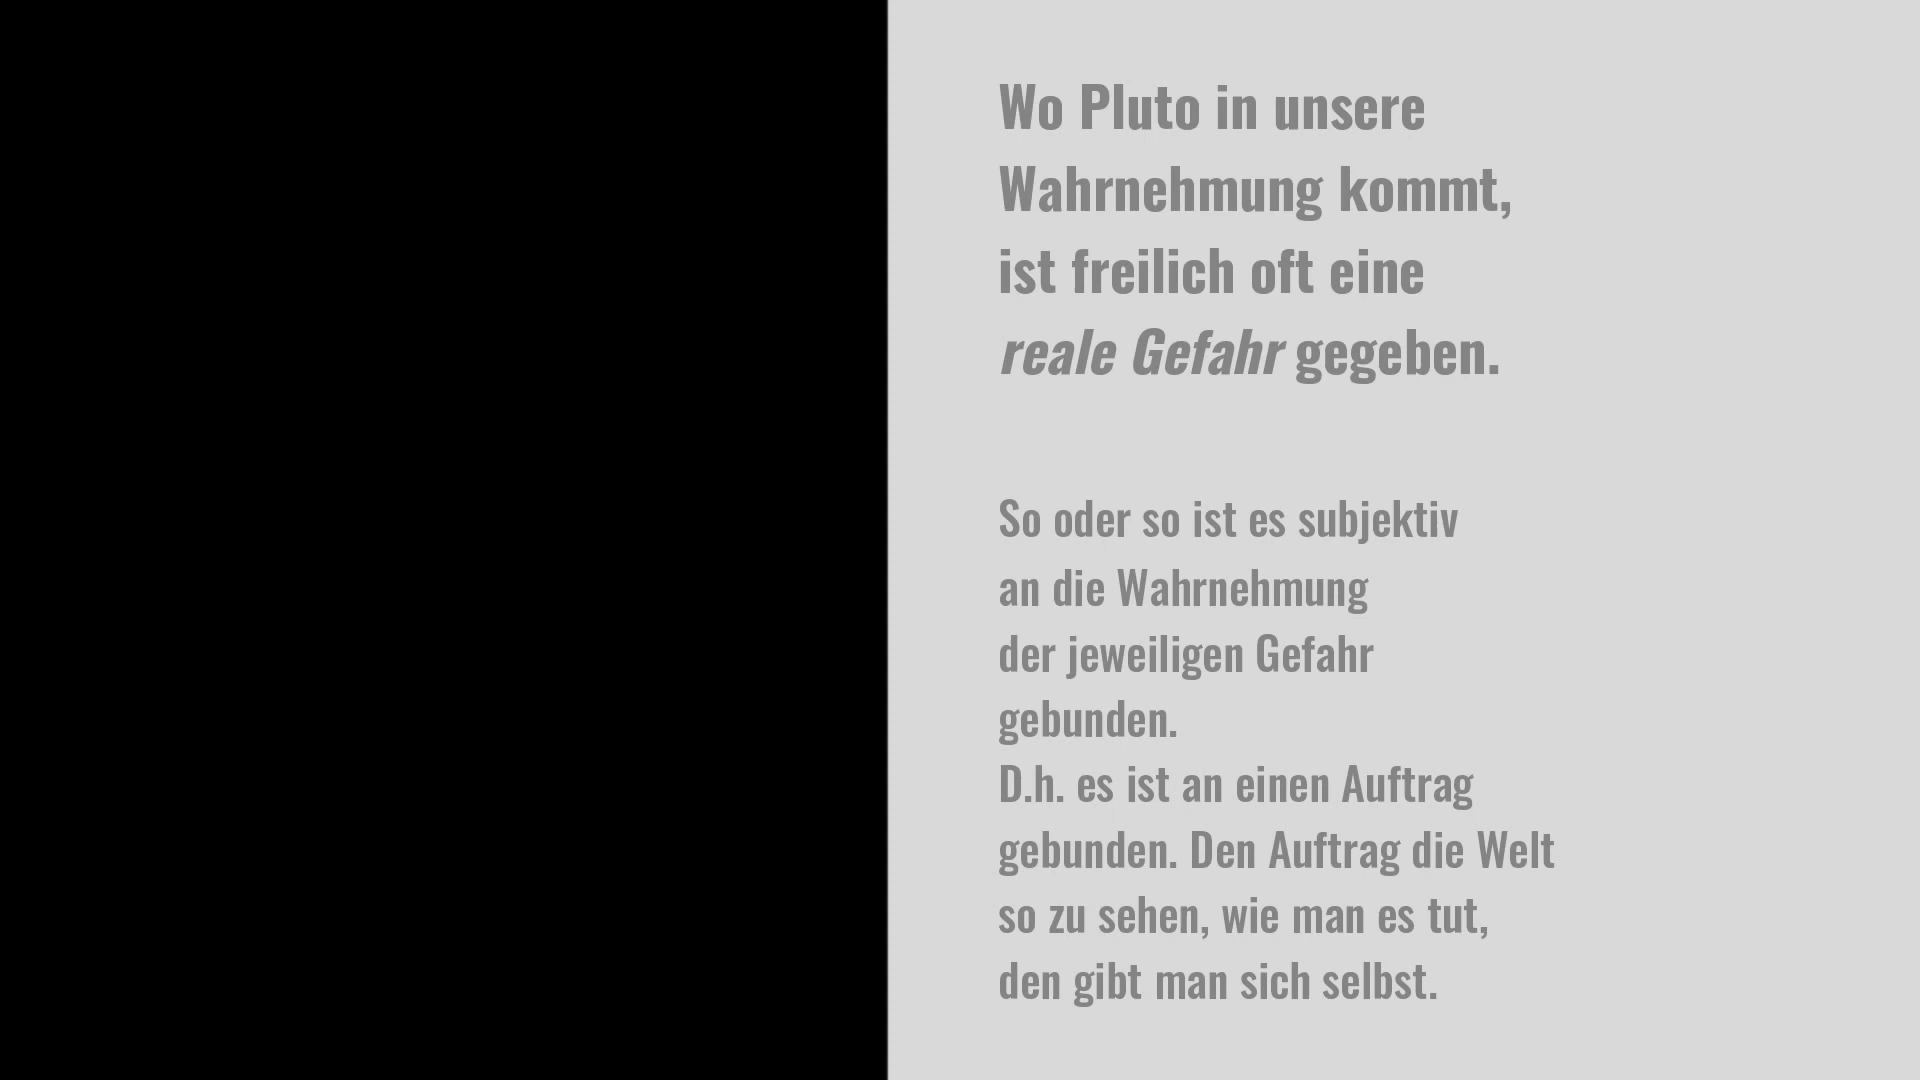 Wo Pluto in unsere
Wahrnehmung kommt,
ist freilich oft eine
reale Gefahr gegeben.
So oder so ist es subjektiv
an die Wahrnehmung
der jeweiligen Gefahr
gebunden.
D.h. es ist an einen Auftrag
gebunden. Den Auftrag die Welt
so zu sehen, wie man es tut,
den gibt man sich selbst.